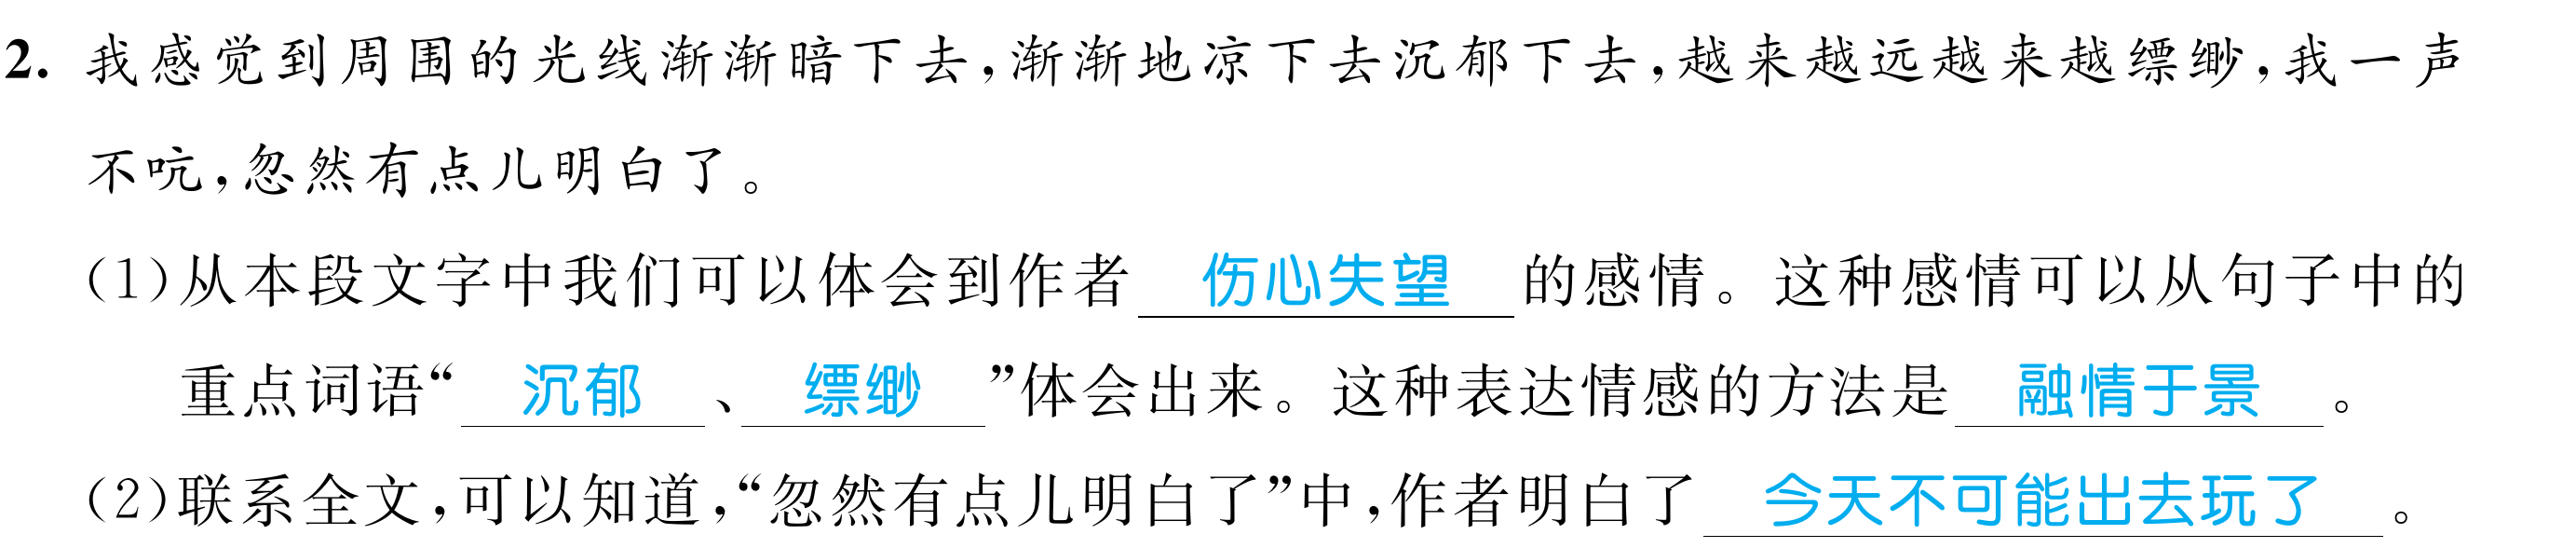 2. 我感觉到周围的光线渐渐暗下去,渐渐地凉下去沉郁下去,越来越远越来越缥缈,我一声
不吭,忽然有点儿明白了。
(1)从本段文字中我们可以体会到作者 伤心失望 的感情。这种感情可以从句子中的
重点词语“ 沉郁 、 缥缈 ”体会出来。这种表达情感的方法是 融情于景 。
(2)联系全文,可以知道,“忽然有点儿明白了”中,作者明白了 今天不可能出去玩了 。